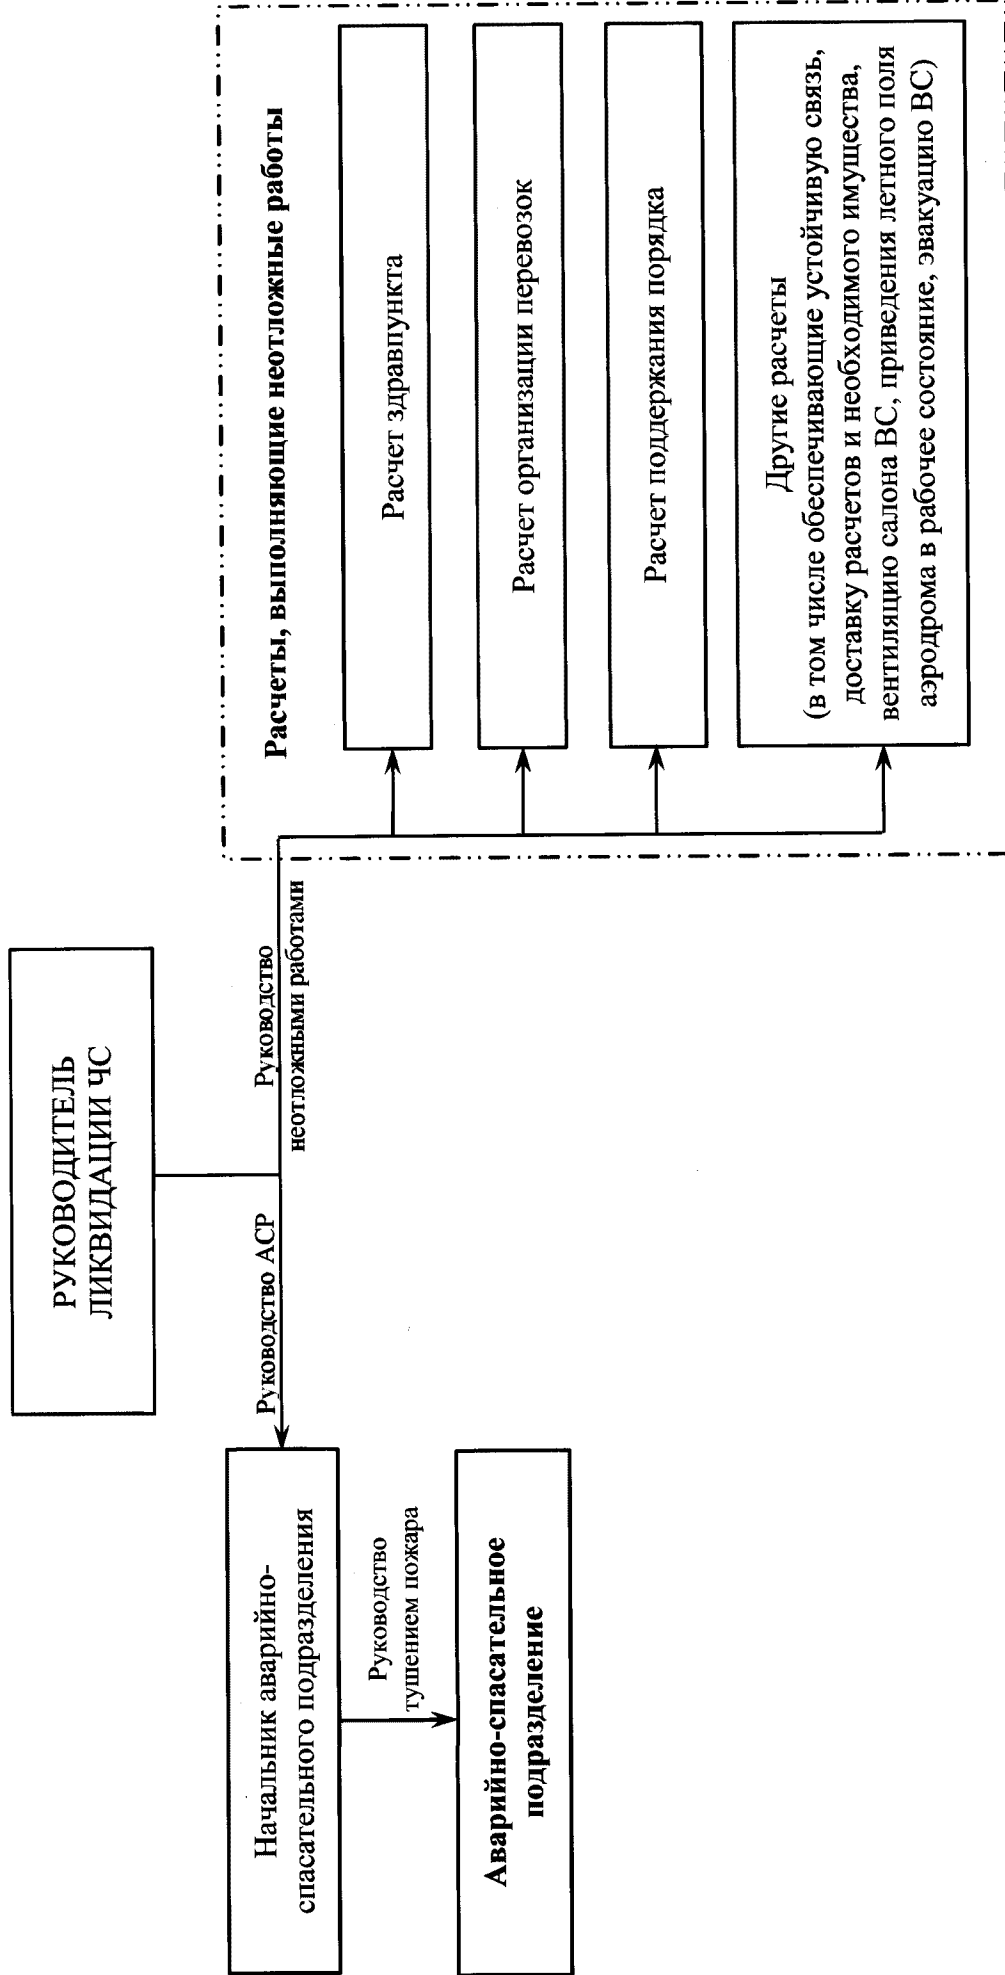 РУКОВОДИТЕЛЬ
ЛИКВИДАЦИИ ЧС
Руководство АСР
Руководство
неотложными работами
Начальник аварийно-
спасательного подразделения
Руководство
тушением пожара
Аварийно-спасательное
подразделение
Расчеты, выполняющие неотложные работы
Расчет здравпункта
Расчет организации перевозок
Расчет поддержания порядка
Другие расчеты
(в том числе обеспечивающие устойчивую связь,
доставку расчетов и необходимого имущества,
вентиляцию салона ВС, приведения летного поля
аэродрома в рабочее состояние, эвакуацию ВС)